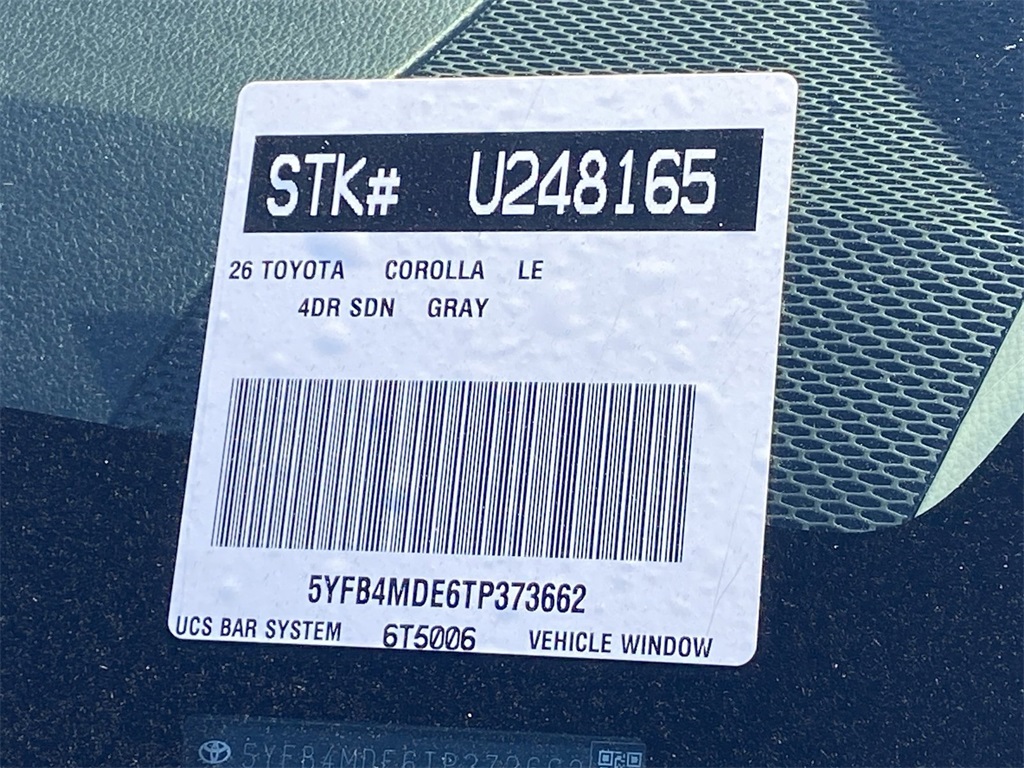 STK# U248165
26 TOYOTA COROLLA LE
4DR SDN GRAY
5YFB4MDE6TP373662
UCS BAR SYSTEM 6T5006 VEHICLE WINDOW